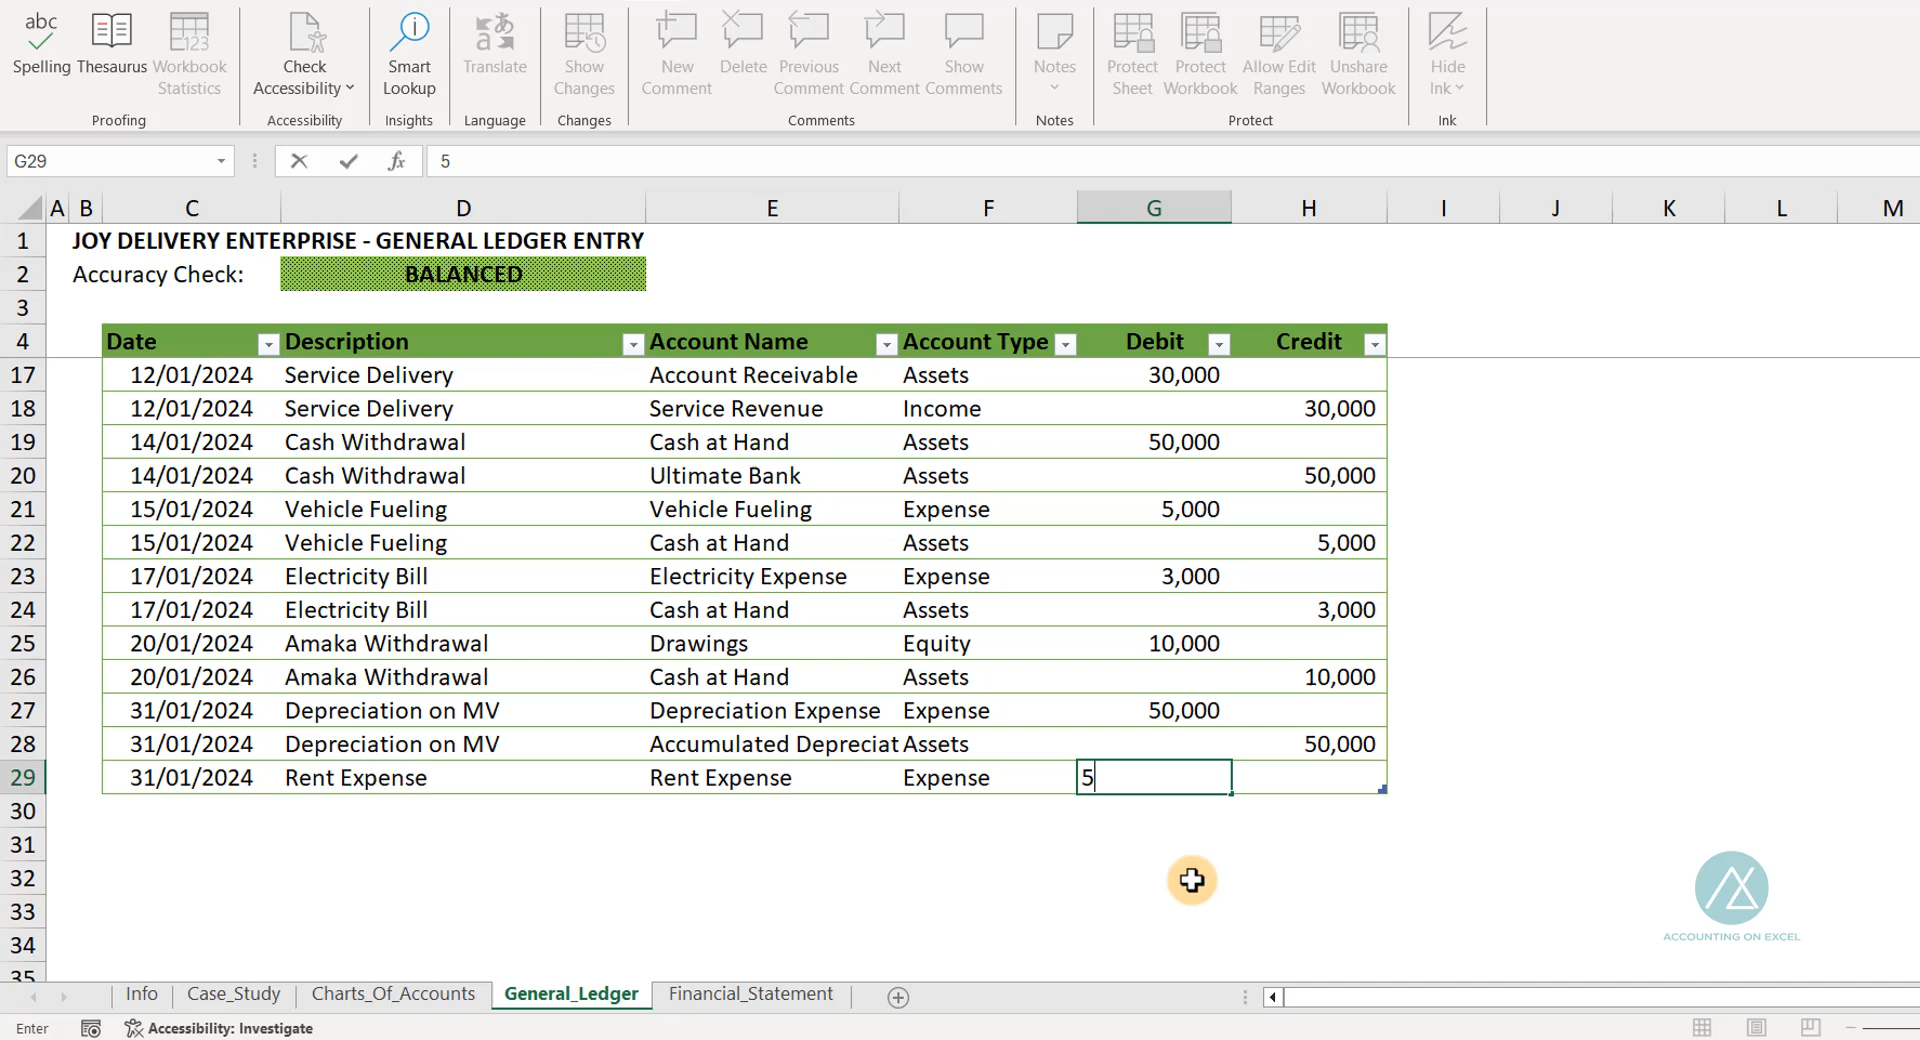 abc
Spelling
Thesaurus
123
Workbook
Statistics
Proofing
Check
Accessibility
Accessibility
Smart
Lookup
Insights
Translate
Language
Show
Changes
Changes
New
Comment
Delete
Previous
Comment
Next
Comment
Show
Comments
Comments
Notes
Notes
Protect
Sheet
Protect
Workbook
Allow Edit
Ranges
Unshare
Workbook
Protect
Hide
Ink
Ink
G29 fx 5
A B C D E F G H I J K L M
1 JOY DELIVERY ENTERPRISE - GENERAL LEDGER ENTRY
2 Accuracy Check: BALANCED
3
4 Date Description Account Name Account Type Debit Credit
17 12/01/2024 Service Delivery Account Receivable Assets 30,000
18 12/01/2024 Service Delivery Service Revenue Income 30,000
19 14/01/2024 Cash Withdrawal Cash at Hand Assets 50,000
20 14/01/2024 Cash Withdrawal Ultimate Bank Assets 50,000
21 15/01/2024 Vehicle Fueling Vehicle Fueling Expense 5,000
22 15/01/2024 Vehicle Fueling Cash at Hand Assets 5,000
23 17/01/2024 Electricity Bill Electricity Expense Expense 3,000
24 17/01/2024 Electricity Bill Cash at Hand Assets 3,000
25 20/01/2024 Amaka Withdrawal Drawings Equity 10,000
26 20/01/2024 Amaka Withdrawal Cash at Hand Assets 10,000
27 31/01/2024 Depreciation on MV Depreciation Expense Expense 50,000
28 31/01/2024 Depreciation on MV Accumulated Depreciat Assets 50,000
29 31/01/2024 Rent Expense Rent Expense Expense 5
30
31
32
33
34
35
ACCOUNTING ON EXCEL
Info Case_Study Charts_Of_Accounts General_Ledger Financial_Statement
Enter Accessibility: Investigate